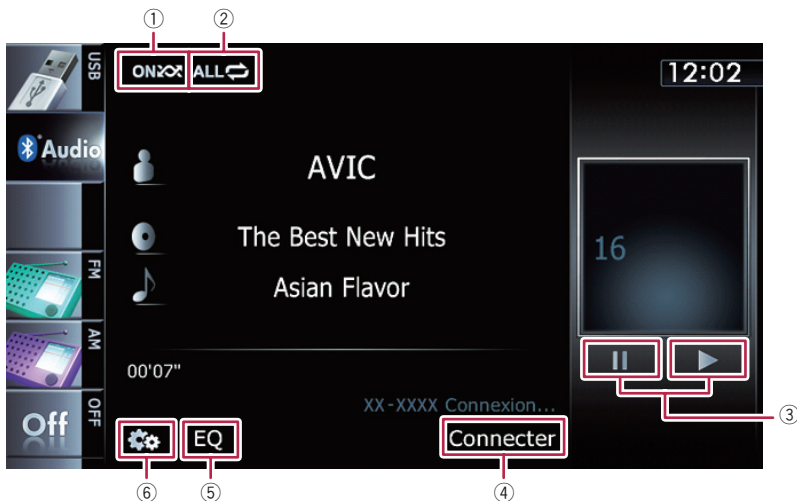 ① ②
USB
ON ALL
12:02
Audio
AVIC
The Best New Hits
16
FM
Asian Flavor
AM
00'07"
③
XX-XXXX Connexion...
Off OFF
EQ
Connecter
⑥ ⑤ ④